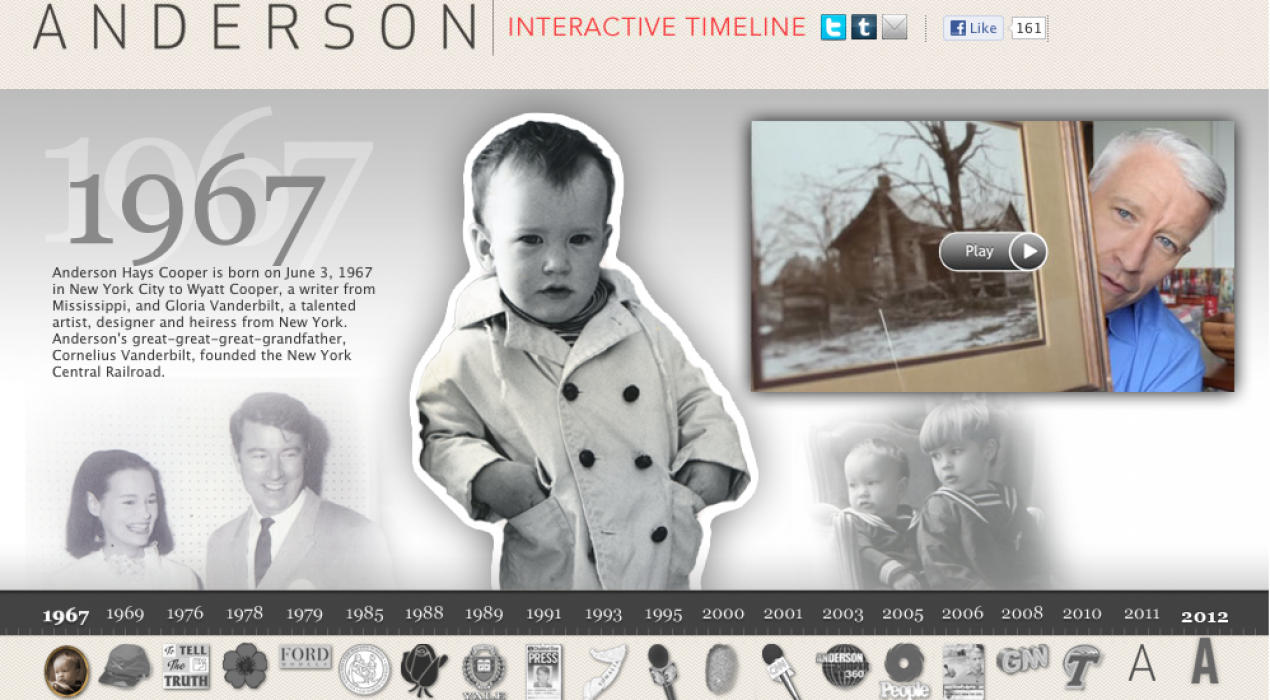 ANDERSON
INTERACTIVE TIMELINE
Like
161
1967
1967
Anderson Hays Cooper is born on June 3, 1967
in New York City to Wyatt Cooper, a writer from
Mississippi, and Gloria Vanderbilt, a talented
artist, designer and heiress from New York.
Anderson's great-great-great-grandfather,
Cornelius Vanderbilt, founded the New York
Central Railroad.
Play
1967 1969 1976 1978 1979 1985 1988 1989 1991 1993 1995 2000 2001 2003 2005 2006 2008 2010 2011 2012
To TELL
The
TRUTH
FORD
MODELS
YALE
PRESS
ANDERSON
360
People
GMW
T
A
A